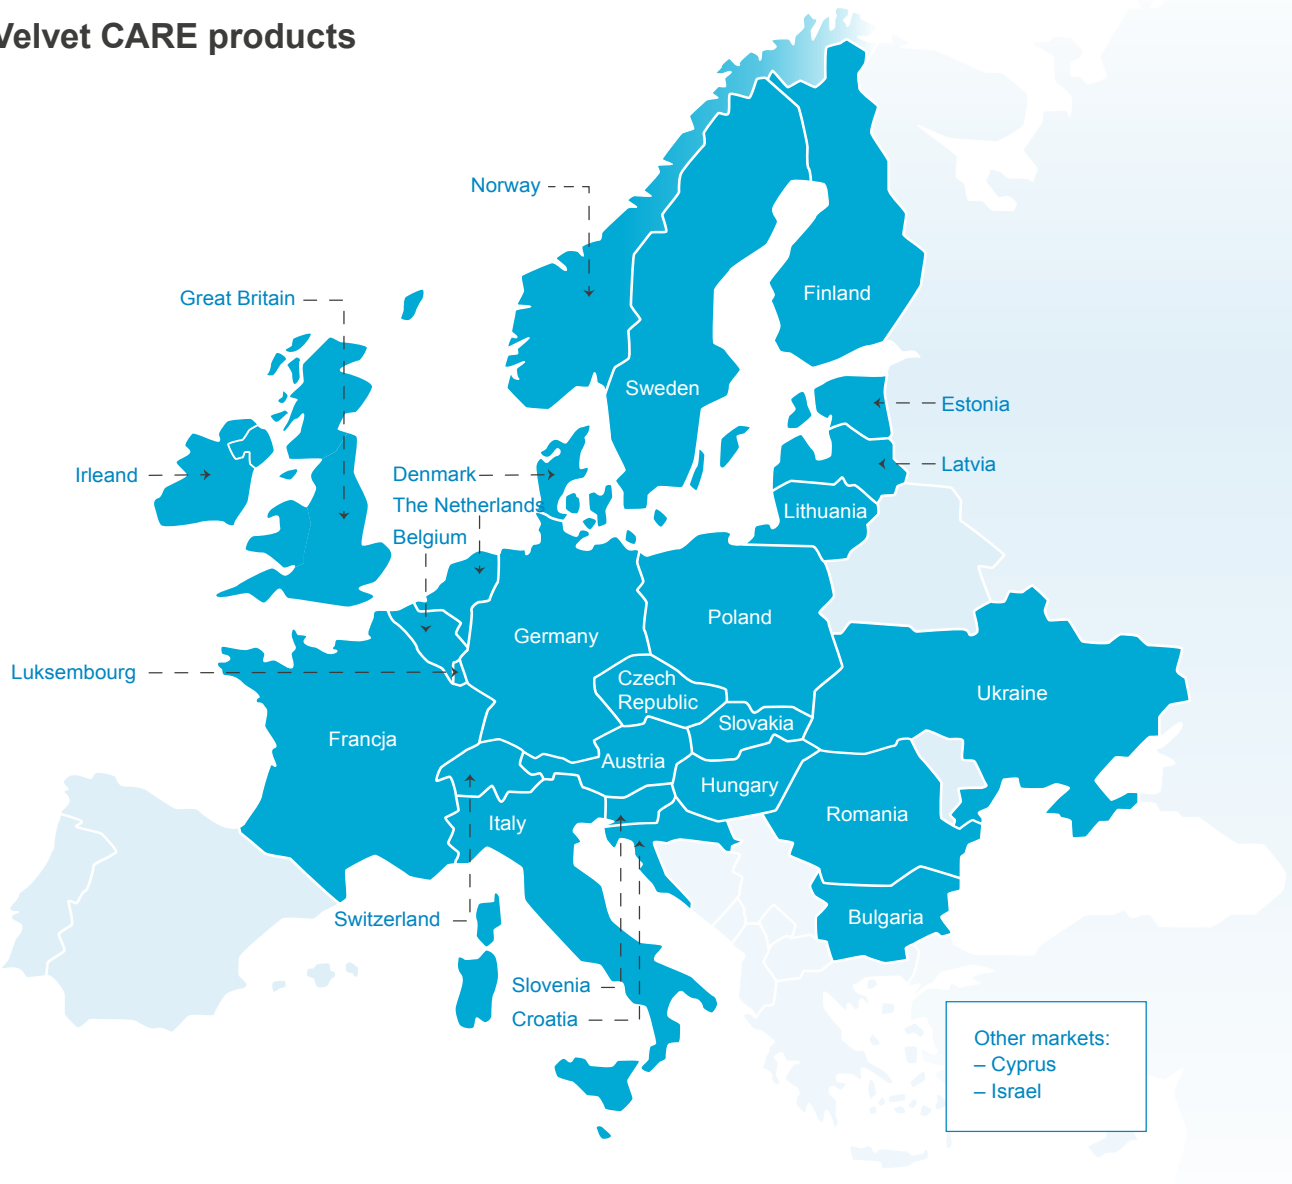 Velvet CARE products
Norway
Great Britain
Finland
Sweden
Estonia
Irleand
Denmark
Latvia
The Netherlands
Lithuania
Belgium
Poland
Germany
Luksembourg
Czech
Republic
Ukraine
Slovakia
Francja
Austria
Hungary
Romania
Italy
Switzerland
Bulgaria
Slovenia
Croatia
Other markets:
– Cyprus
– Israel